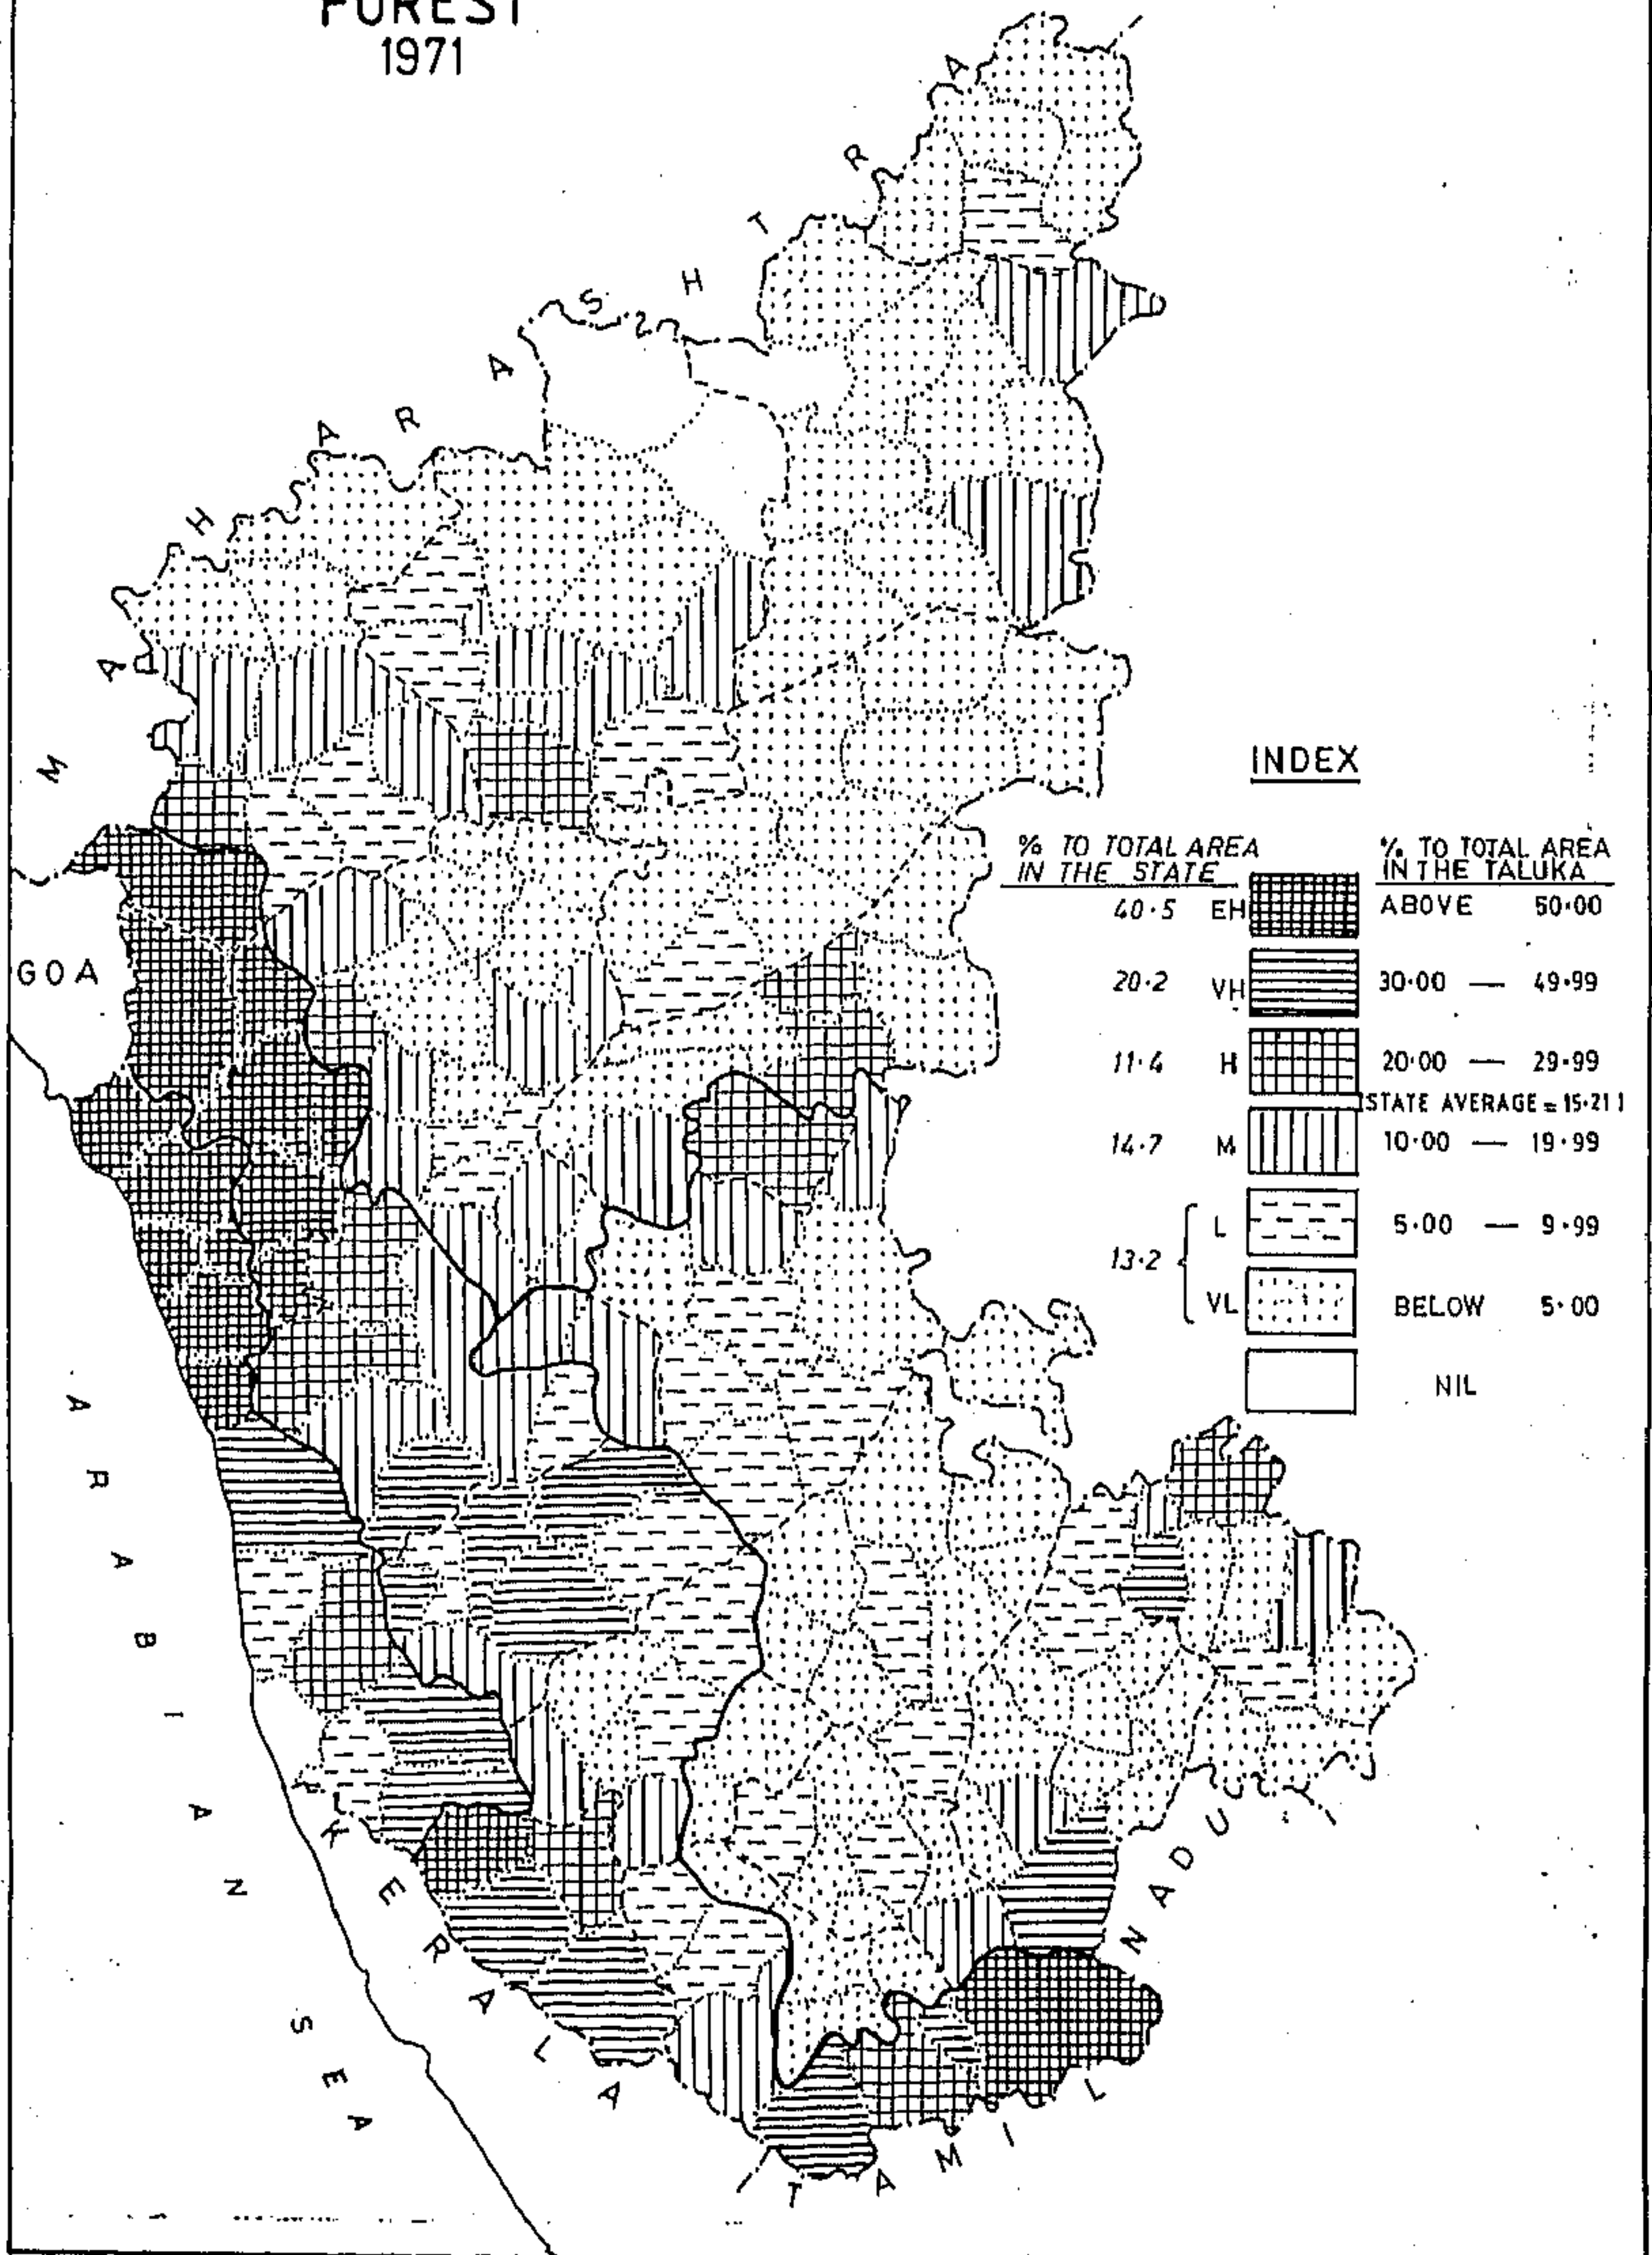 FOREST
1971
MAHARASHTRA
GOA
ARABIAN SEA
KERALA
TAMIL NADU
INDEX
% TO TOTAL AREA IN THE STATE
% TO TOTAL AREA IN THE TALUKA
40.5 EH ABOVE 50.00
20.2 VH 30.00 — 49.99
11.4 H 20.00 — 29.99
[STATE AVERAGE = 15.21]
14.7 M 10.00 — 19.99
L 5.00 — 9.99
13.2
VL BELOW 5.00
NIL